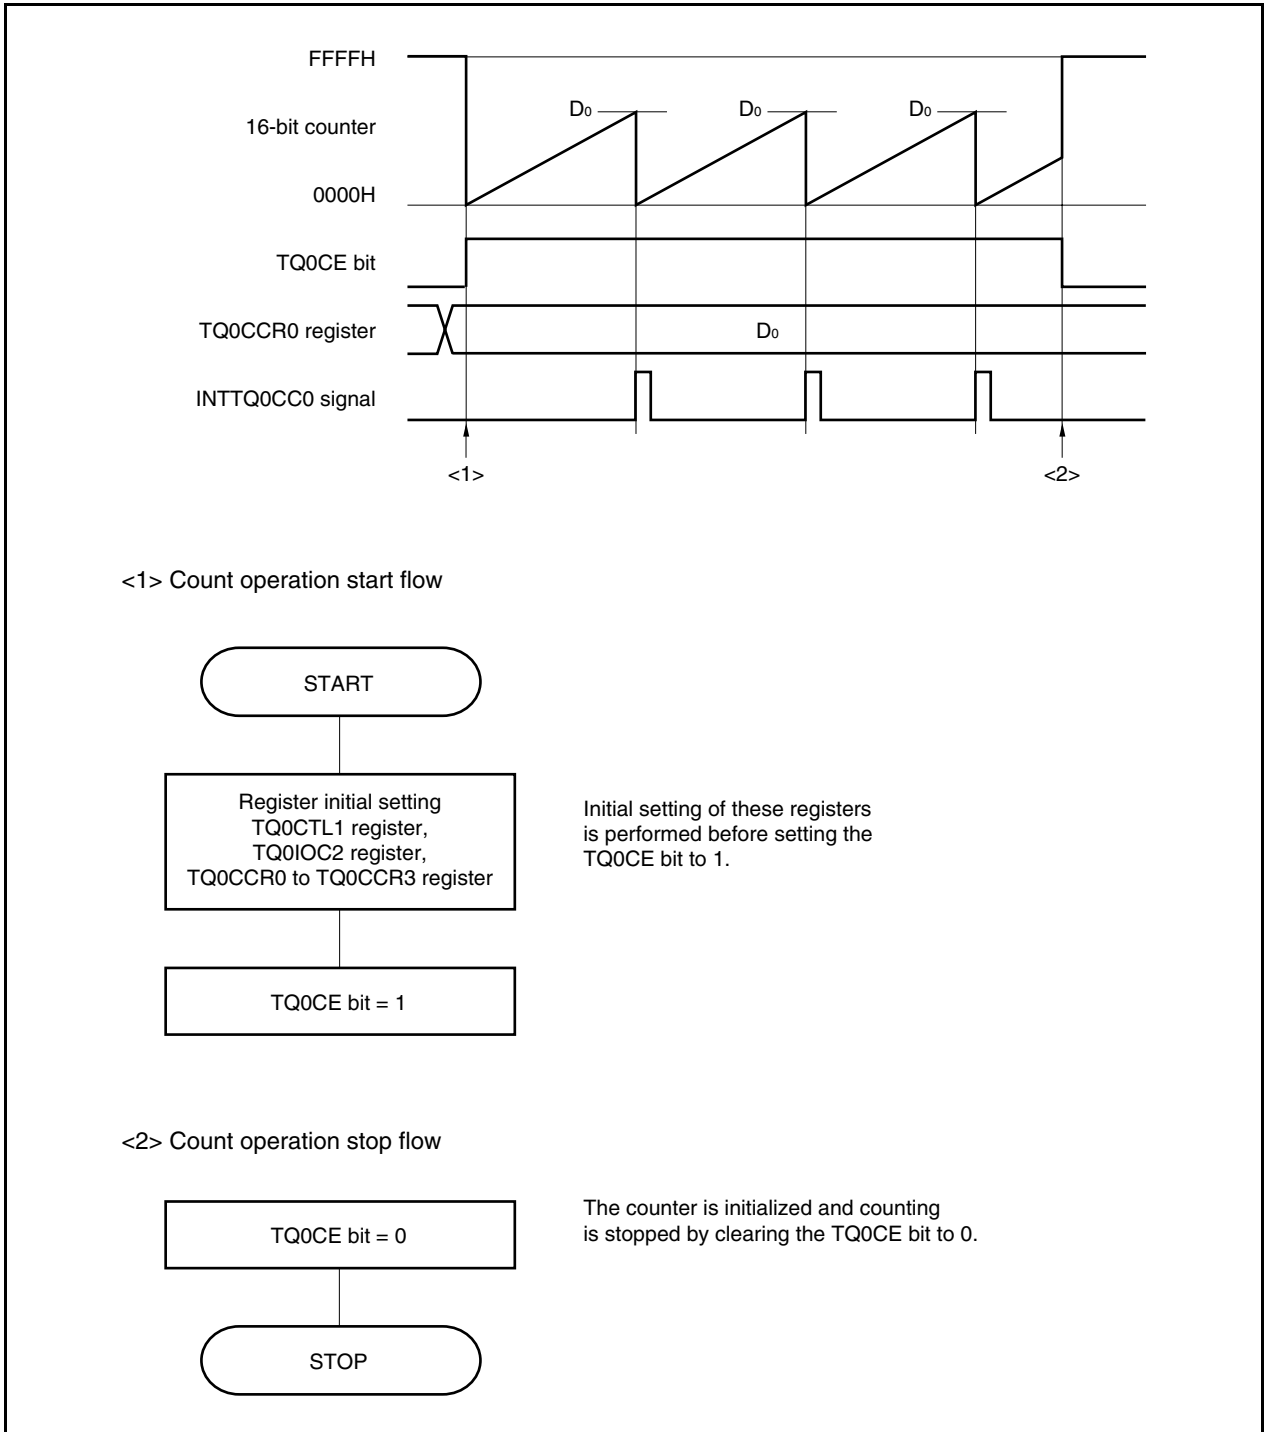 FFFFH
D0 D0 D0
16-bit counter
0000H
TQ0CE bit
TQ0CCR0 register
D0
INTTQ0CC0 signal
<1> <2>
<1> Count operation start flow
START
Register initial setting
TQ0CTL1 register,
TQ0IOC2 register,
TQ0CCR0 to TQ0CCR3 register
Initial setting of these registers
is performed before setting the
TQ0CE bit to 1.
TQ0CE bit = 1
<2> Count operation stop flow
TQ0CE bit = 0
The counter is initialized and counting
is stopped by clearing the TQ0CE bit to 0.
STOP